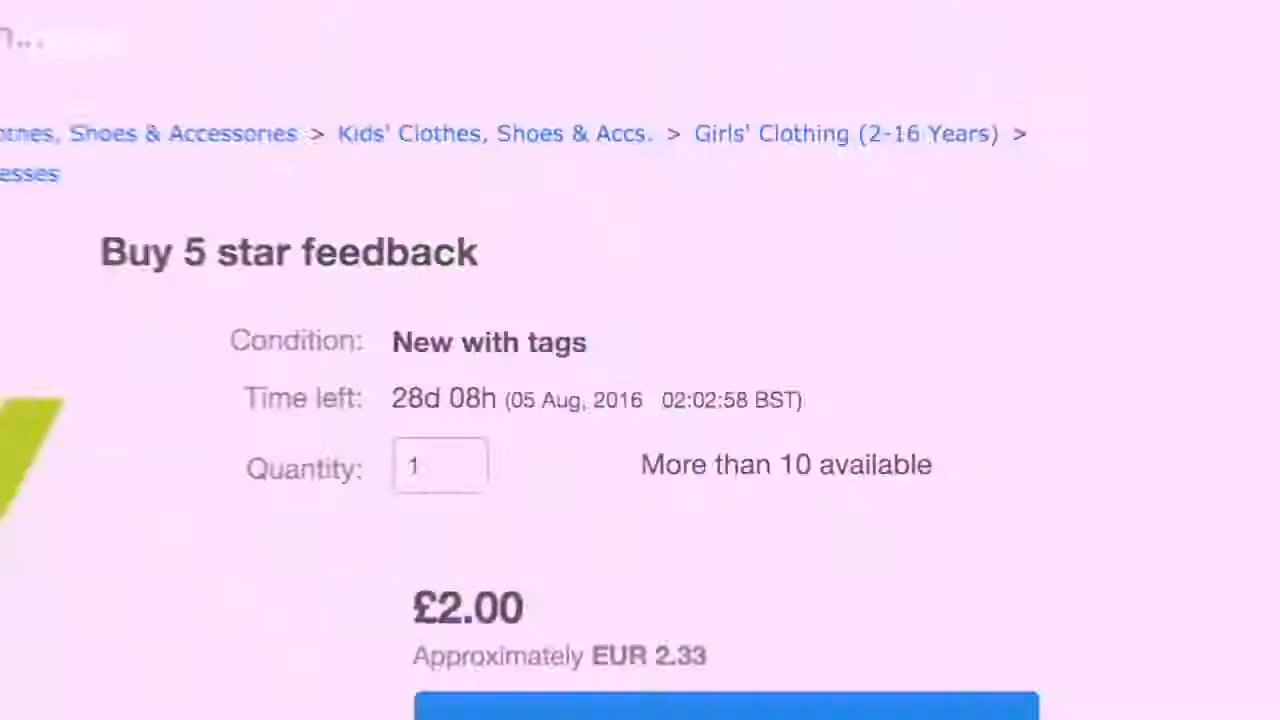 Shoes & Accessories > Kids' Clothes, Shoes & Accs. > Girls' Clothing (2-16 Years) >
Buy 5 star feedback
Condition: New with tags
Time left: 28d 08h (05 Aug, 2016 02:02:58 BST)
Quantity: 1 More than 10 available
£2.00
Approximately EUR 2.33